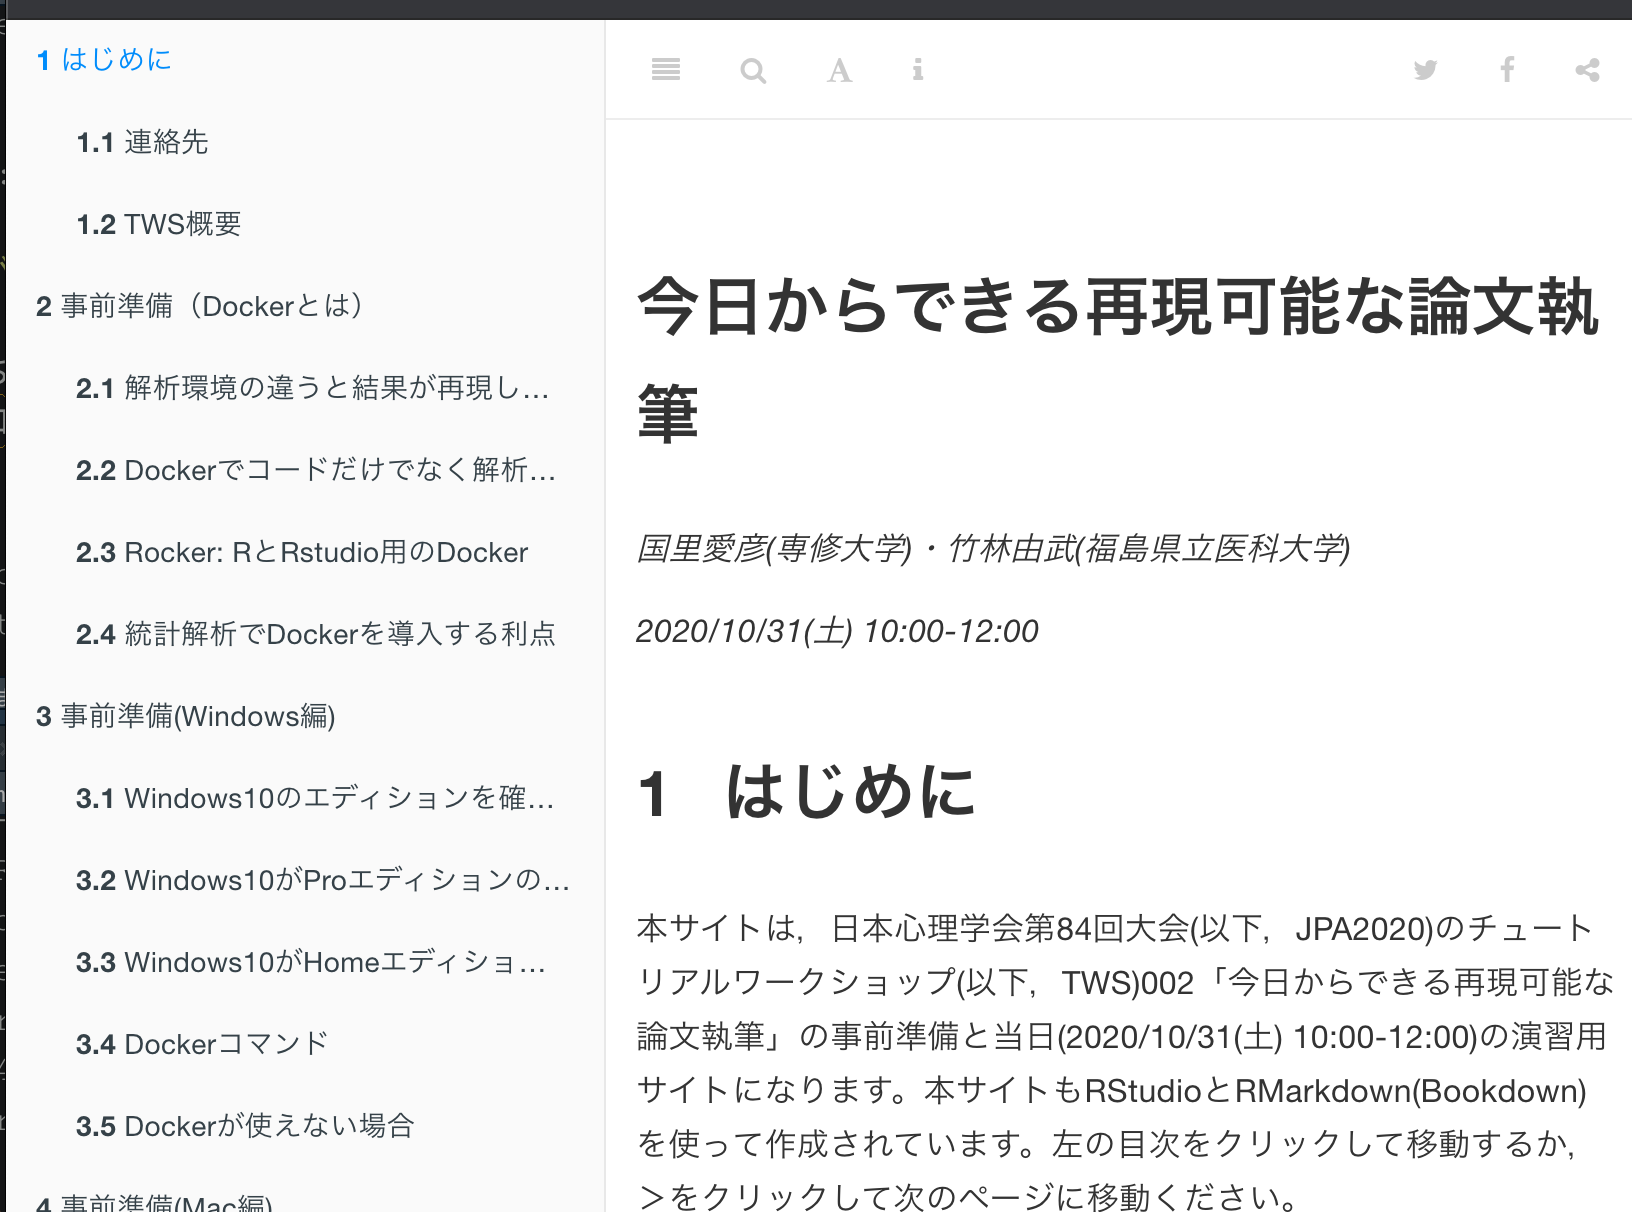 1 はじめに
1.1 連絡先
1.2 TWS概要
2 事前準備（Dockerとは）
2.1 解析環境の違うと結果が再現し…
2.2 Dockerでコードだけでなく解析…
2.3 Rocker: RとRstudio用のDocker
2.4 統計解析でDockerを導入する利点
3 事前準備(Windows編)
3.1 Windows10のエディションを確…
3.2 Windows10がProエディションの…
3.3 Windows10がHomeエディショ…
3.4 Dockerコマンド
3.5 Dockerが使えない場合
4 事前準備(Mac編)
今日からできる再現可能な論文執
筆
国里愛彦(専修大学)・竹林由武(福島県立医科大学)
2020/10/31(土) 10:00-12:00
1 はじめに
本サイトは，日本心理学会第84回大会(以下，JPA2020)のチュート
リアルワークショップ(以下，TWS)002「今日からできる再現可能な
論文執筆」の事前準備と当日(2020/10/31(土) 10:00-12:00)の演習用
サイトになります。本サイトもRStudioとRMarkdown(Bookdown)
を使って作成されています。左の目次をクリックして移動するか，
＞をクリックして次のページに移動ください。